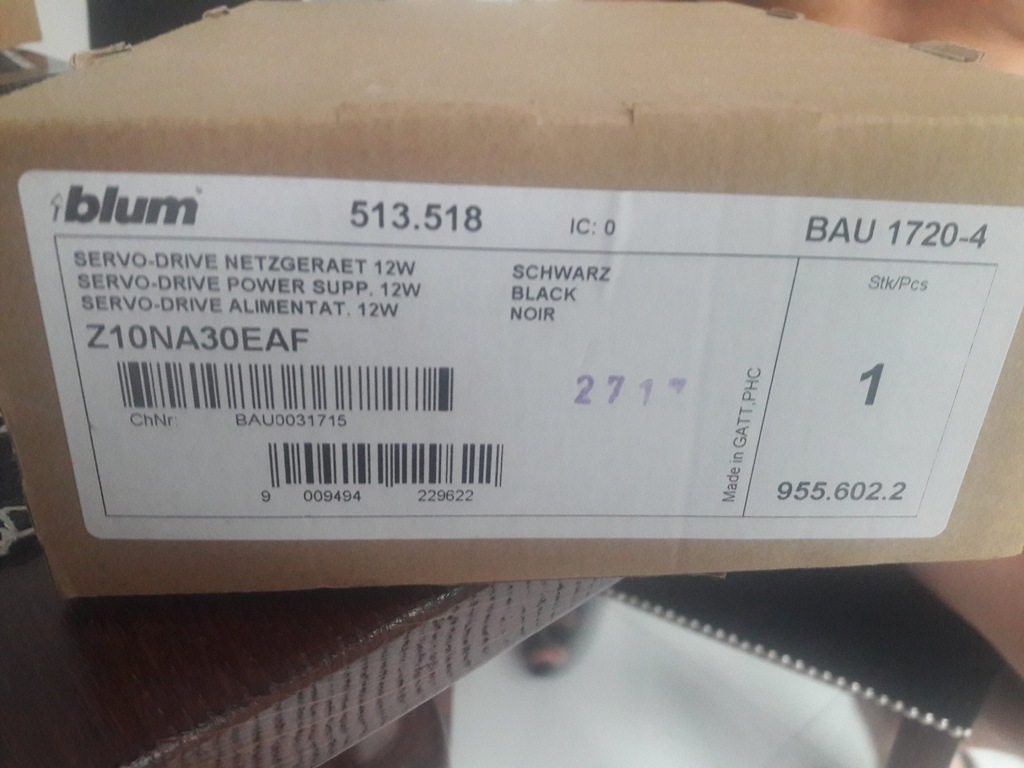 blum
513.518
IC: 0
BAU 1720-4
SERVO-DRIVE NETZGERAET 12W
SERVO-DRIVE POWER SUPP. 12W
SERVO-DRIVE ALIMENTAT. 12W
SCHWARZ
BLACK
NOIR
Z10NA30EAF
ChNr: BAU0031715
9 009494 229622
271
Made in GATT,PHC
Stk/Pcs
1
955.602.2